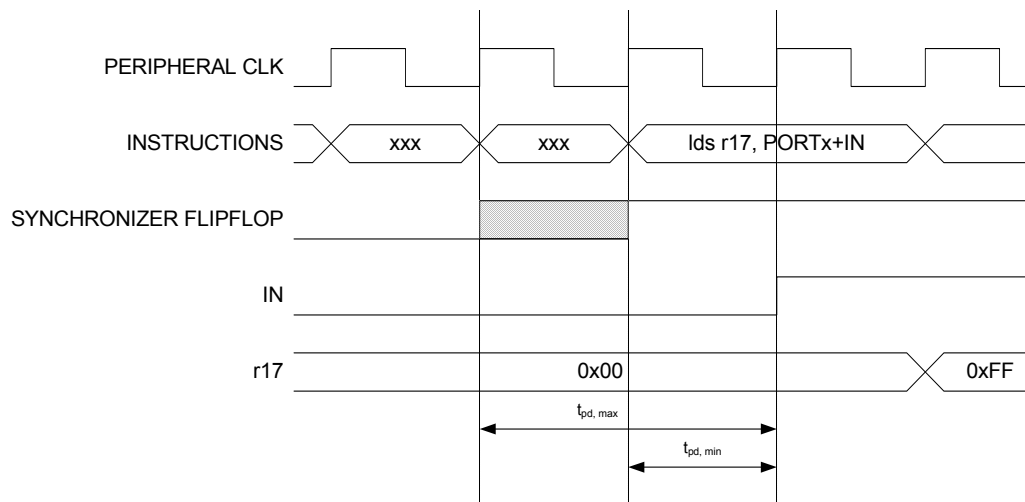 PERIPHERAL CLK
INSTRUCTIONS
xxx
xxx
lds r17, PORTx+IN
SYNCHRONIZER FLIPFLOP
IN
r17
0x00
0xFF
tpd, max
tpd, min